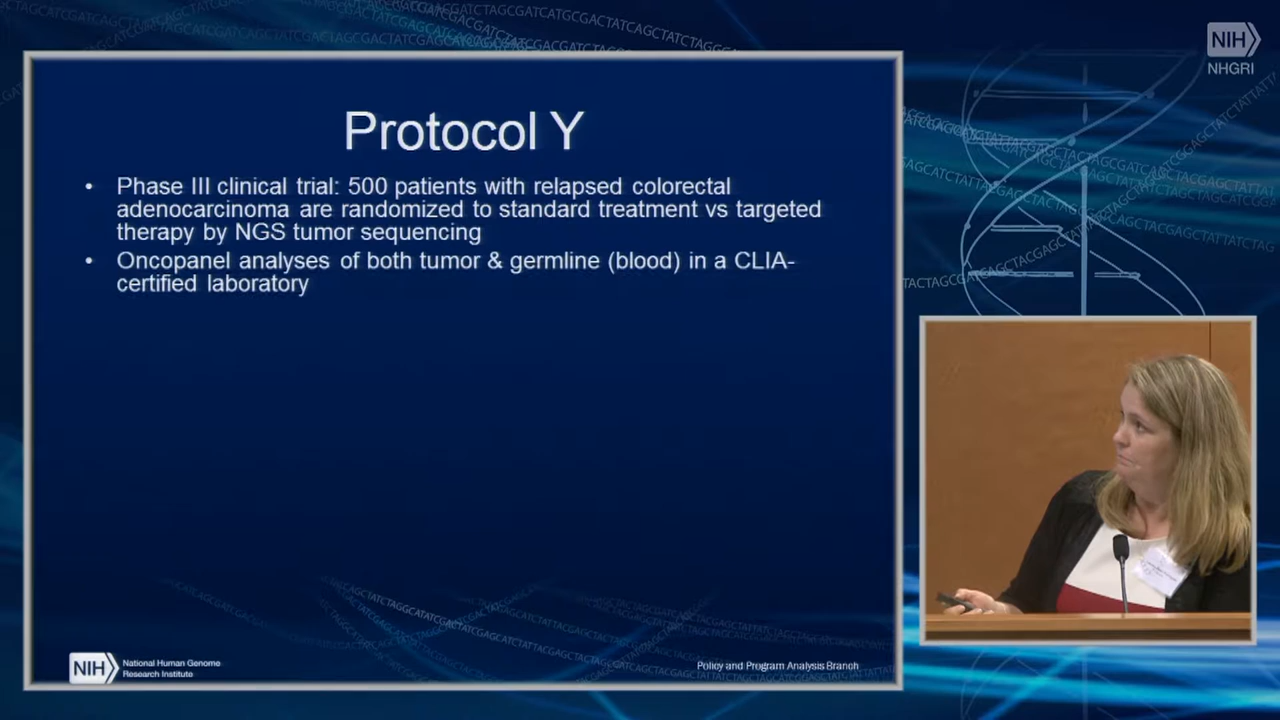 NIH
NHGRI
Protocol Y
• Phase III clinical trial: 500 patients with relapsed colorectal
adenocarcinoma are randomized to standard treatment vs targeted
therapy by NGS tumor sequencing
• Oncopanel analyses of both tumor & germline (blood) in a CLIA-
certified laboratory
NIH
National Human Genome
Research Institute
Policy and Program Analysis Branch